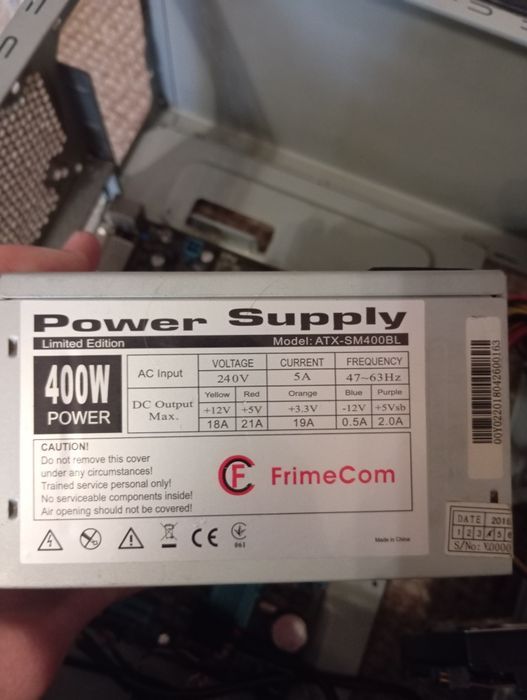 Power Supply
Limited Edition
Model: ATX-SM400BL
400W
POWER
AC Input
VOLTAGE CURRENT FREQUENCY
240V 5A 47~63Hz
DC Output
Max.
Yellow Red Orange Blue Purple
+12V +5V +3.3V -12V +5Vsb
18A 21A 19A 0.5A 2.0A
CAUTION!
Do not remove this cover
under any circumstances!
Trained service personal only!
No serviceable components inside!
Air opening should not be covered!
FrimeCom
CE
Made in China
00Y022018042600163
DATE 2016
1 2 3 4 5 6
S/No: